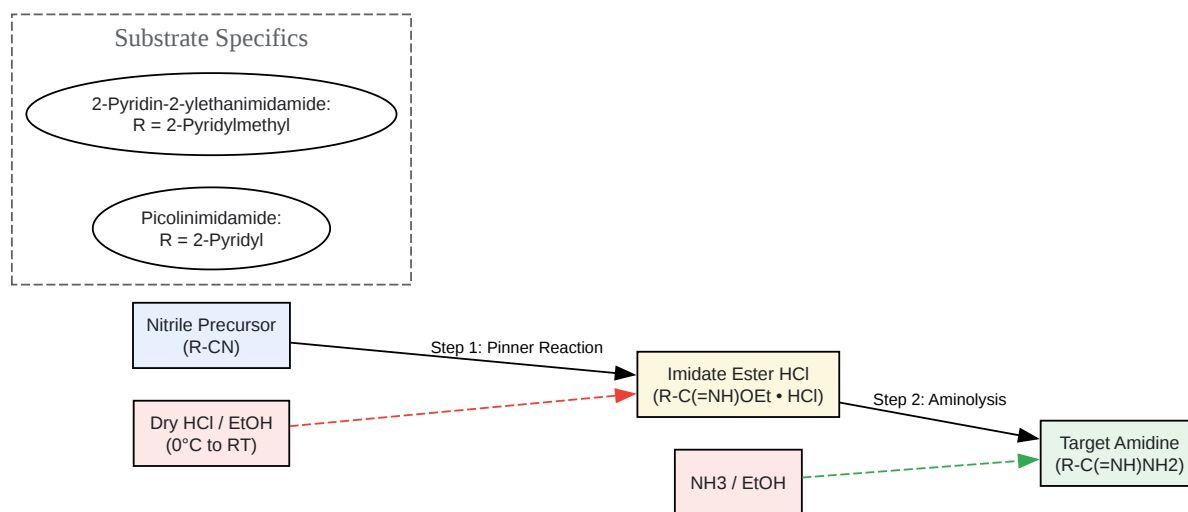 Substrate Specifics
2-Pyridin-2-ylethanimidamide:
R = 2-Pyridylmethyl
Picolinimidamide:
R = 2-Pyridyl
Nitrile Precursor
(R-CN)
Step 1: Pinner Reaction
Dry HCl / EtOH
(0°C to RT)
Imidate Ester HCl
(R-C(=NH)OEt • HCl)
Step 2: Aminolysis
NH3 / EtOH
Target Amidine
(R-C(=NH)NH2)